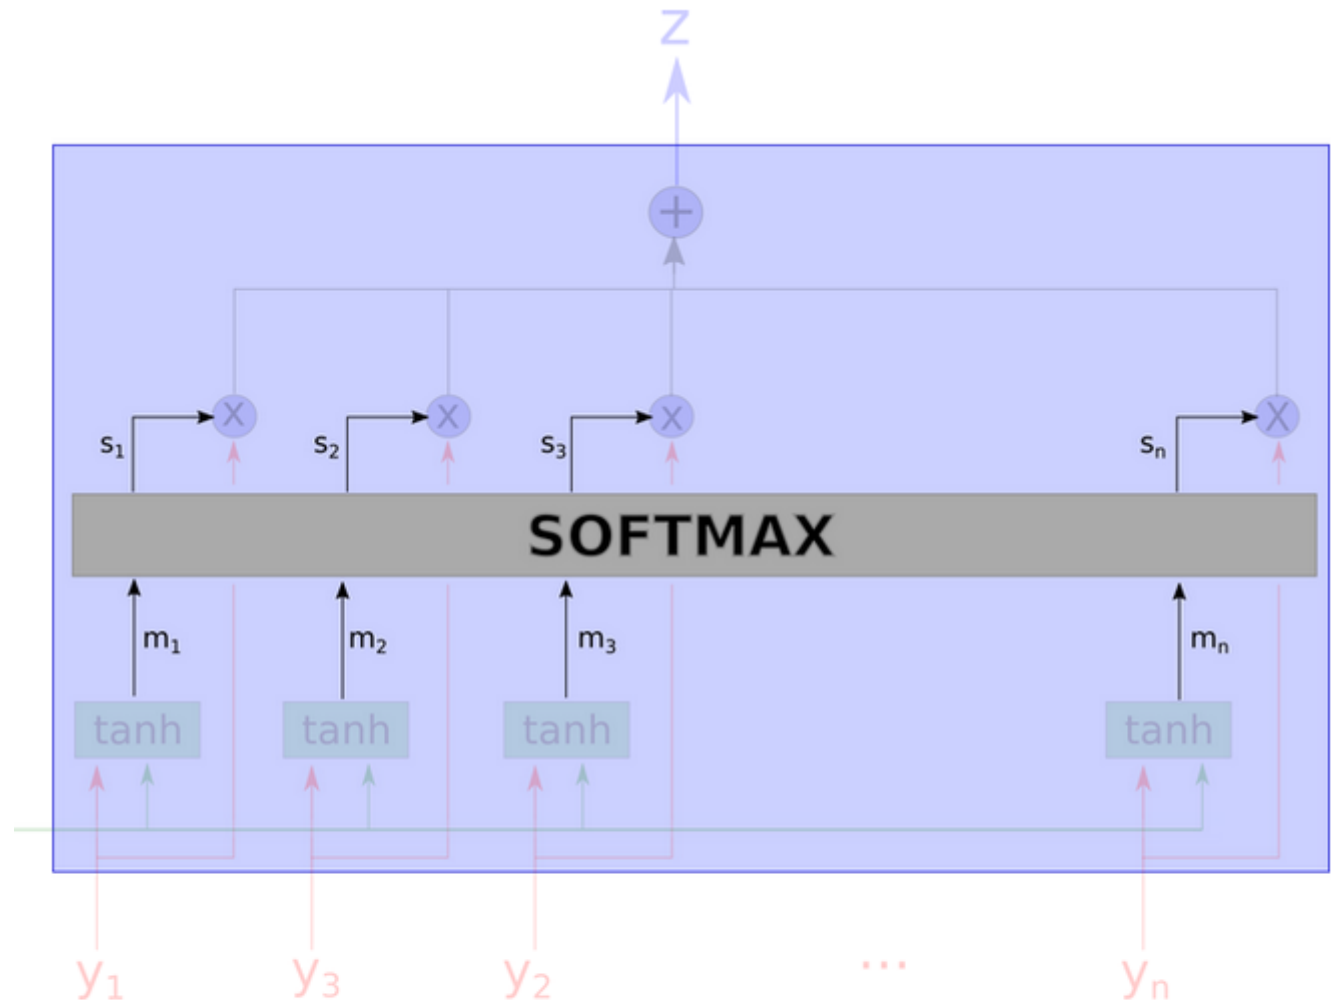 z
+
x x x x
s1 s2 s3 sn
SOFTMAX
m1 m2 m3 mn
tanh tanh tanh tanh
y1 y3 y2 ... yn